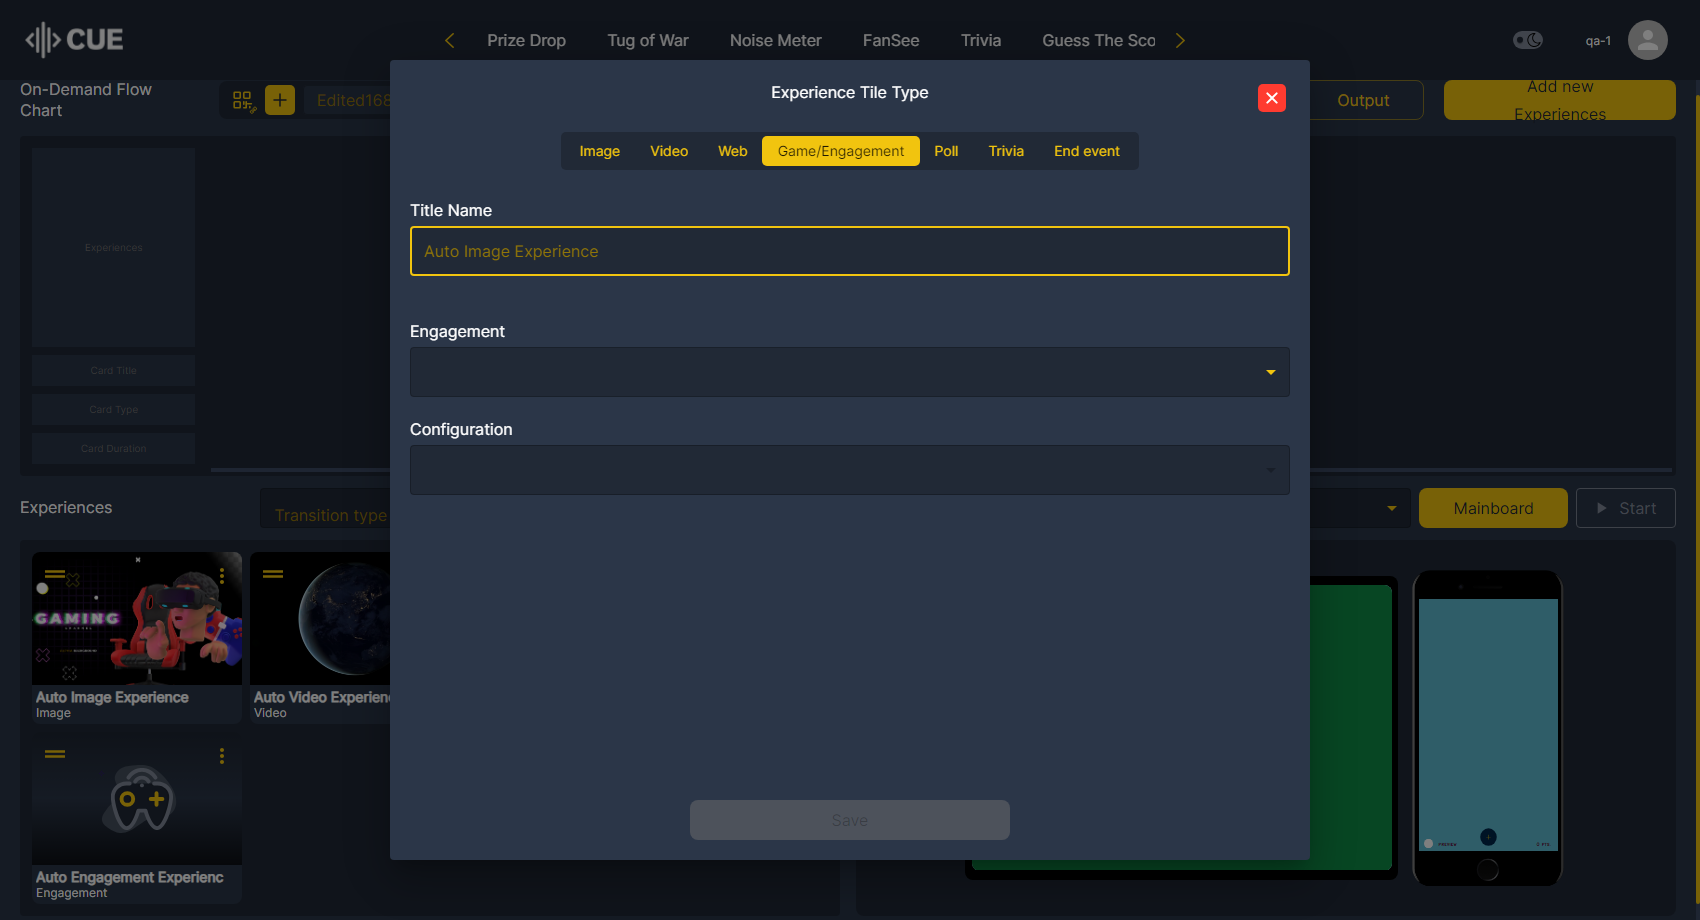 CUE
Prize Drop
Tug of War
Noise Meter
FanSee
Trivia
Guess The Sco
qa-1
On-Demand Flow
Chart
Edited168
Output
Add new
Experiences
Experience Tile Type
Image
Video
Web
Game/Engagement
Poll
Trivia
End event
Title Name
Auto Image Experience
Engagement
Configuration
Save
Experiences
Card Title
Card Type
Card Duration
Experiences
Transition type
Mainboard
Start
GAMING
Auto Image Experience
Image
Auto Video Experien
Video
Auto Engagement Experienc
Engagement
PREVIEW